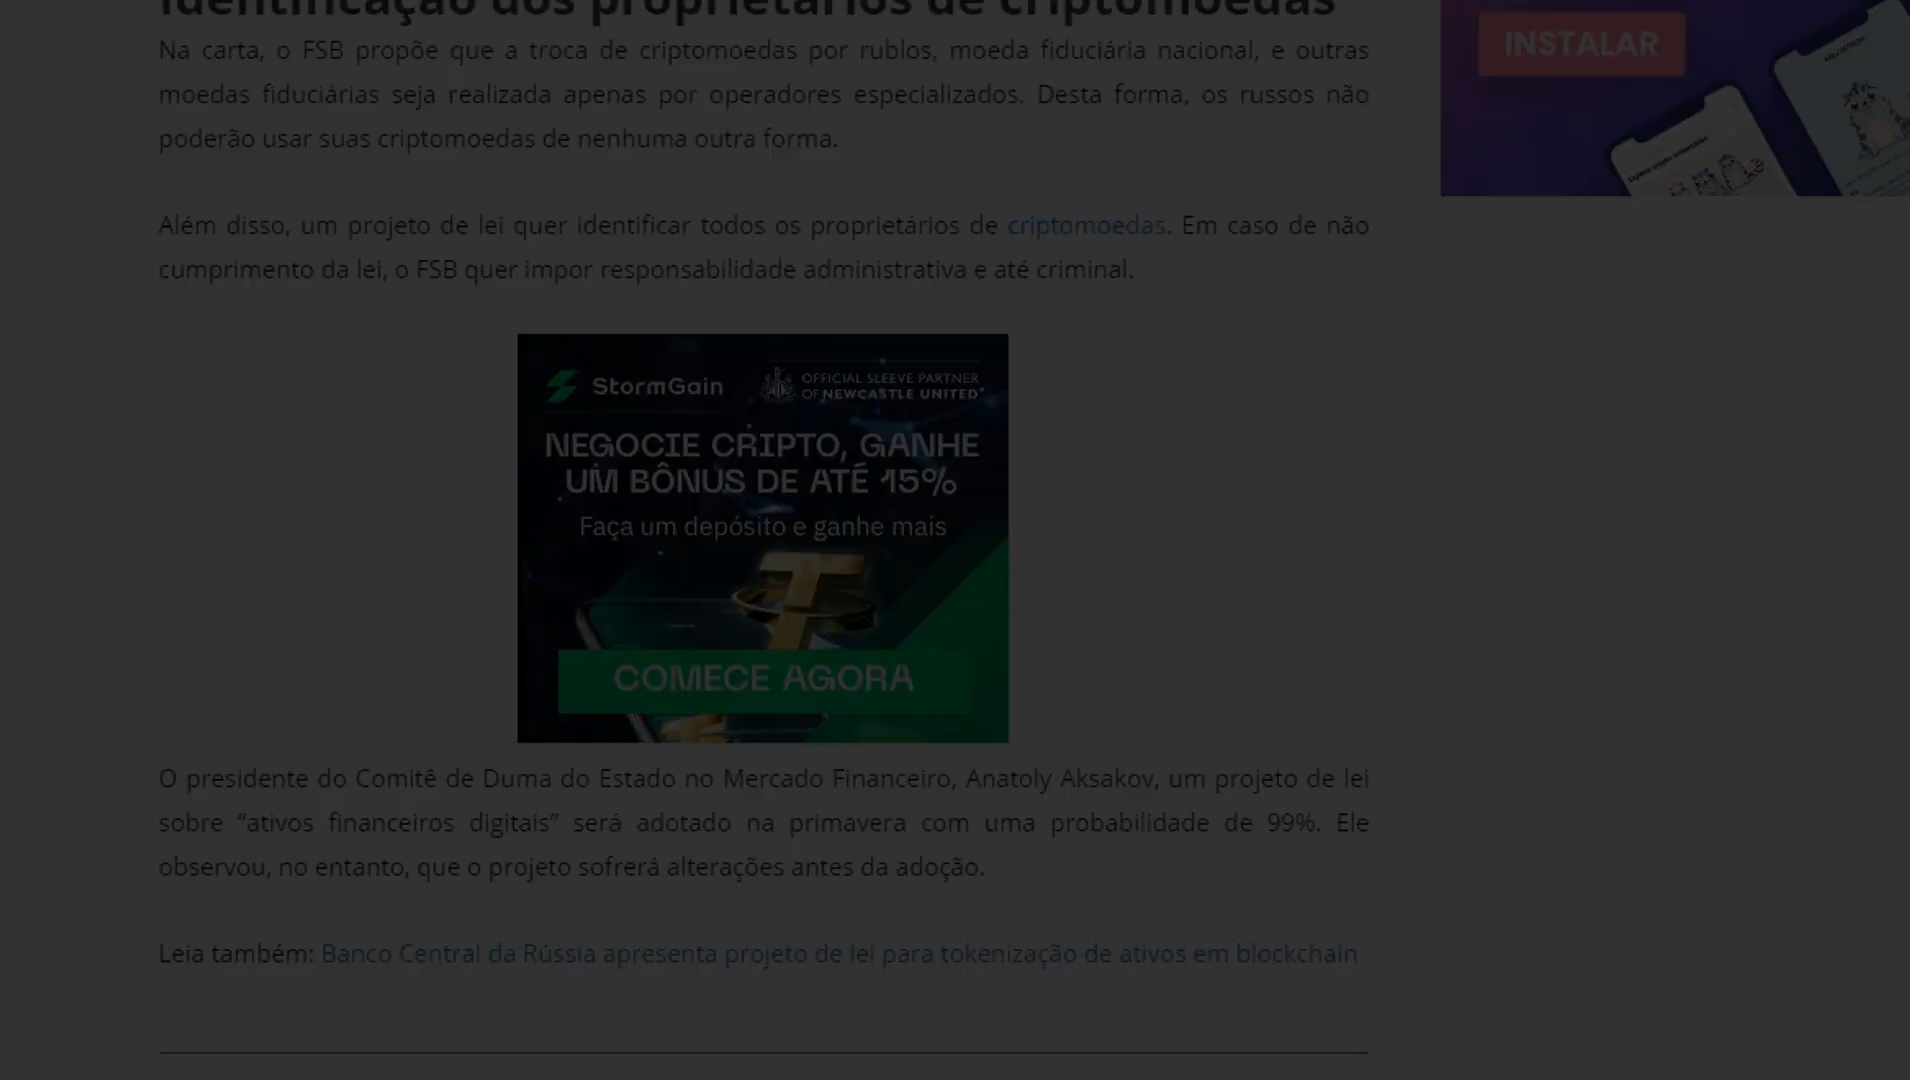 Identificação dos proprietários de criptomoedas
Na carta, o FSB propõe que a troca de criptomoedas por rublos, moeda fiduciária nacional, e outras
moedas fiduciárias seja realizada apenas por operadores especializados. Desta forma, os russos não
poderão usar suas criptomoedas de nenhuma outra forma.
Além disso, um projeto de lei quer identificar todos os proprietários de criptomoedas. Em caso de não
cumprimento da lei, o FSB quer impor responsabilidade administrativa e até criminal.
StormGain
OFFICIAL SLEEVE PARTNER
OF NEWCASTLE UNITED
NEGOCIE CRIPTO, GANHE
UM BÔNUS DE ATÉ 15%
Faça um depósito e ganhe mais
COMECE AGORA
O presidente do Comitê de Duma do Estado no Mercado Financeiro, Anatoly Aksakov, um projeto de lei
sobre “ativos financeiros digitais” será adotado na primavera com uma probabilidade de 99%. Ele
observou, no entanto, que o projeto sofrerá alterações antes da adoção.
Leia também: Banco Central da Rússia apresenta projeto de lei para tokenização de ativos em blockchain
INSTALAR